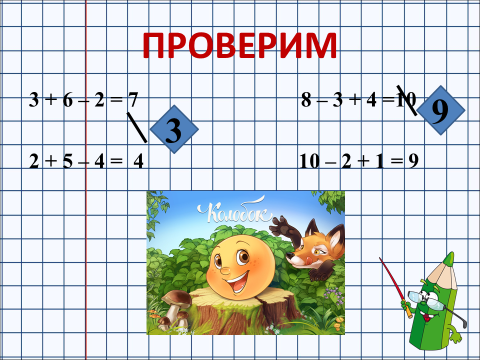 ПРОВЕРИМ
3 + 6 – 2 = 7
3
2 + 5 – 4 = 4
8 – 3 + 4 =10
9
10 – 2 + 1 = 9
Колобок